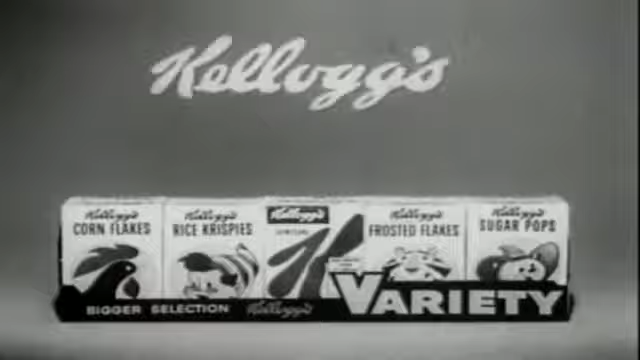 Kellogg's
Kellogg's
CORN FLAKES
Kellogg's
RICE KRISPIES
Kellogg's
K
Kellogg's
FROSTED FLAKES
Kellogg's
SUGAR POPS
BIGGER SELECTION Kellogg's VARIETY